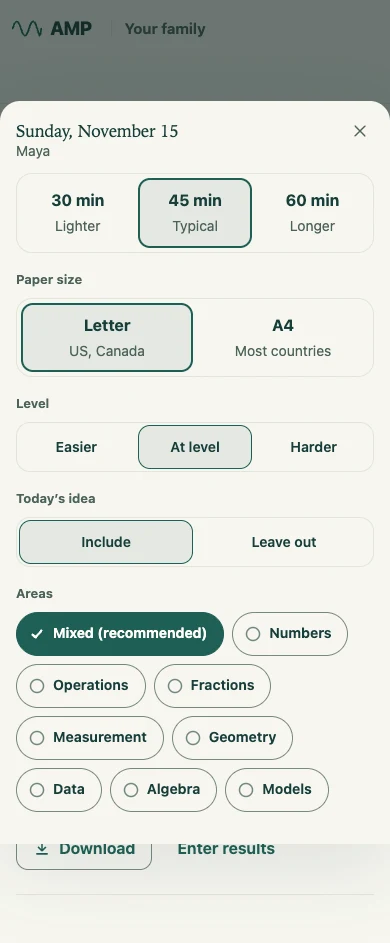 AMP Your family
Sunday, November 15
Maya
30 min 45 min 60 min
Lighter Typical Longer
Paper size
Letter A4
US, Canada Most countries
Level
Easier At level Harder
Today's idea
Include Leave out
Areas
Mixed (recommended) Numbers
Operations Fractions
Measurement Geometry
Data Algebra Models
Download Enter results